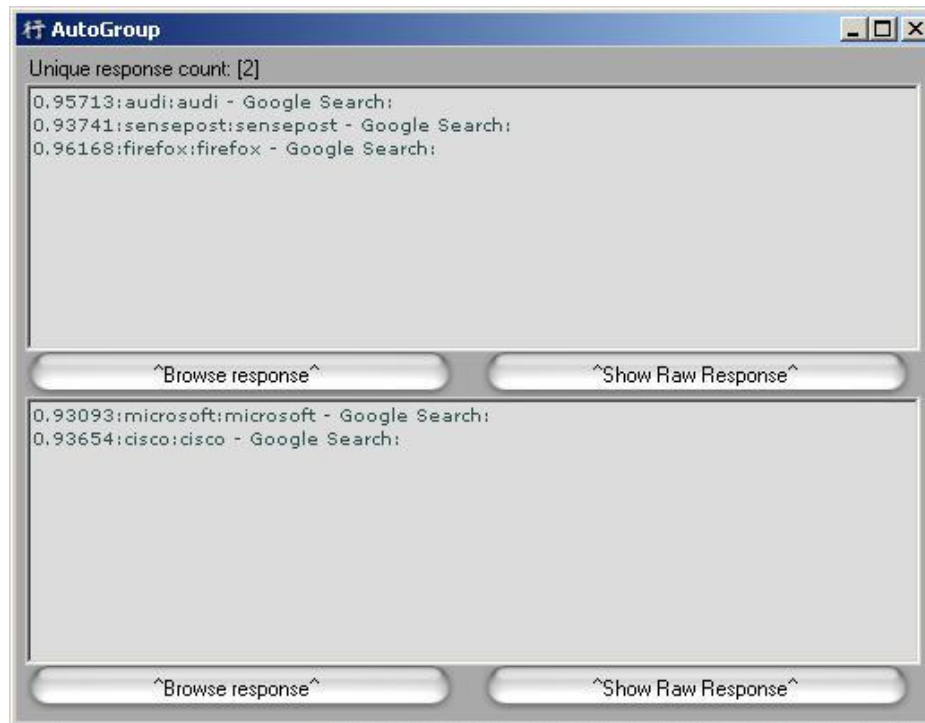 行 AutoGroup
Unique response count: [2]
0.95713:audi:audi - Google Search:
0.93741:sensepost:sensepost - Google Search:
0.96168:firefox:firefox - Google Search:
^Browse response^ ^Show Raw Response^
0.93093:microsoft:microsoft - Google Search:
0.93654:cisco:cisco - Google Search:
^Browse response^ ^Show Raw Response^